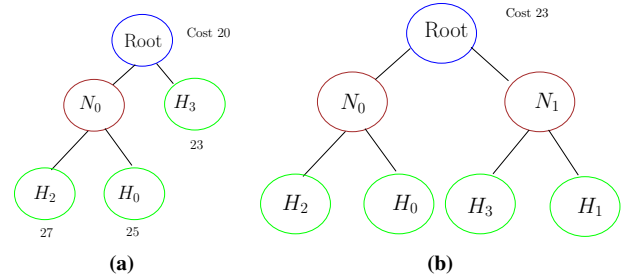 Root
Cost 20
N₀
H₃
23
H₂
H₀
27
25
(a)
Cost 23
Root
N₀
N₁
H₂
H₀
H₃
H₁
(b)